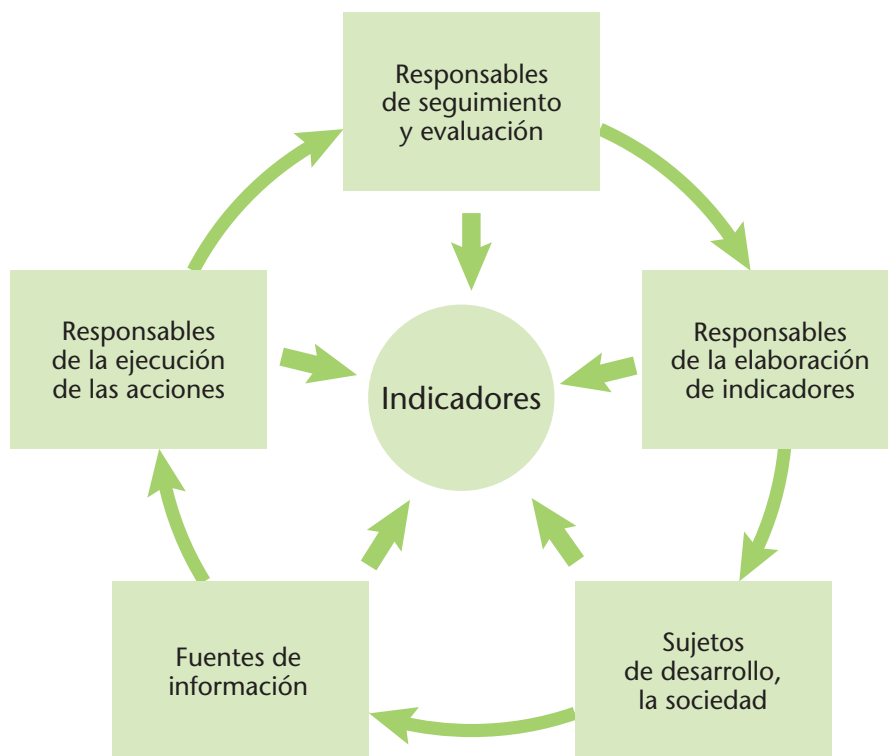 Responsables
de seguimiento
y evaluación
Responsables
de la ejecución
de las acciones
Indicadores
Responsables
de la elaboración
de indicadores
Fuentes de
información
Sujetos
de desarrollo,
la sociedad